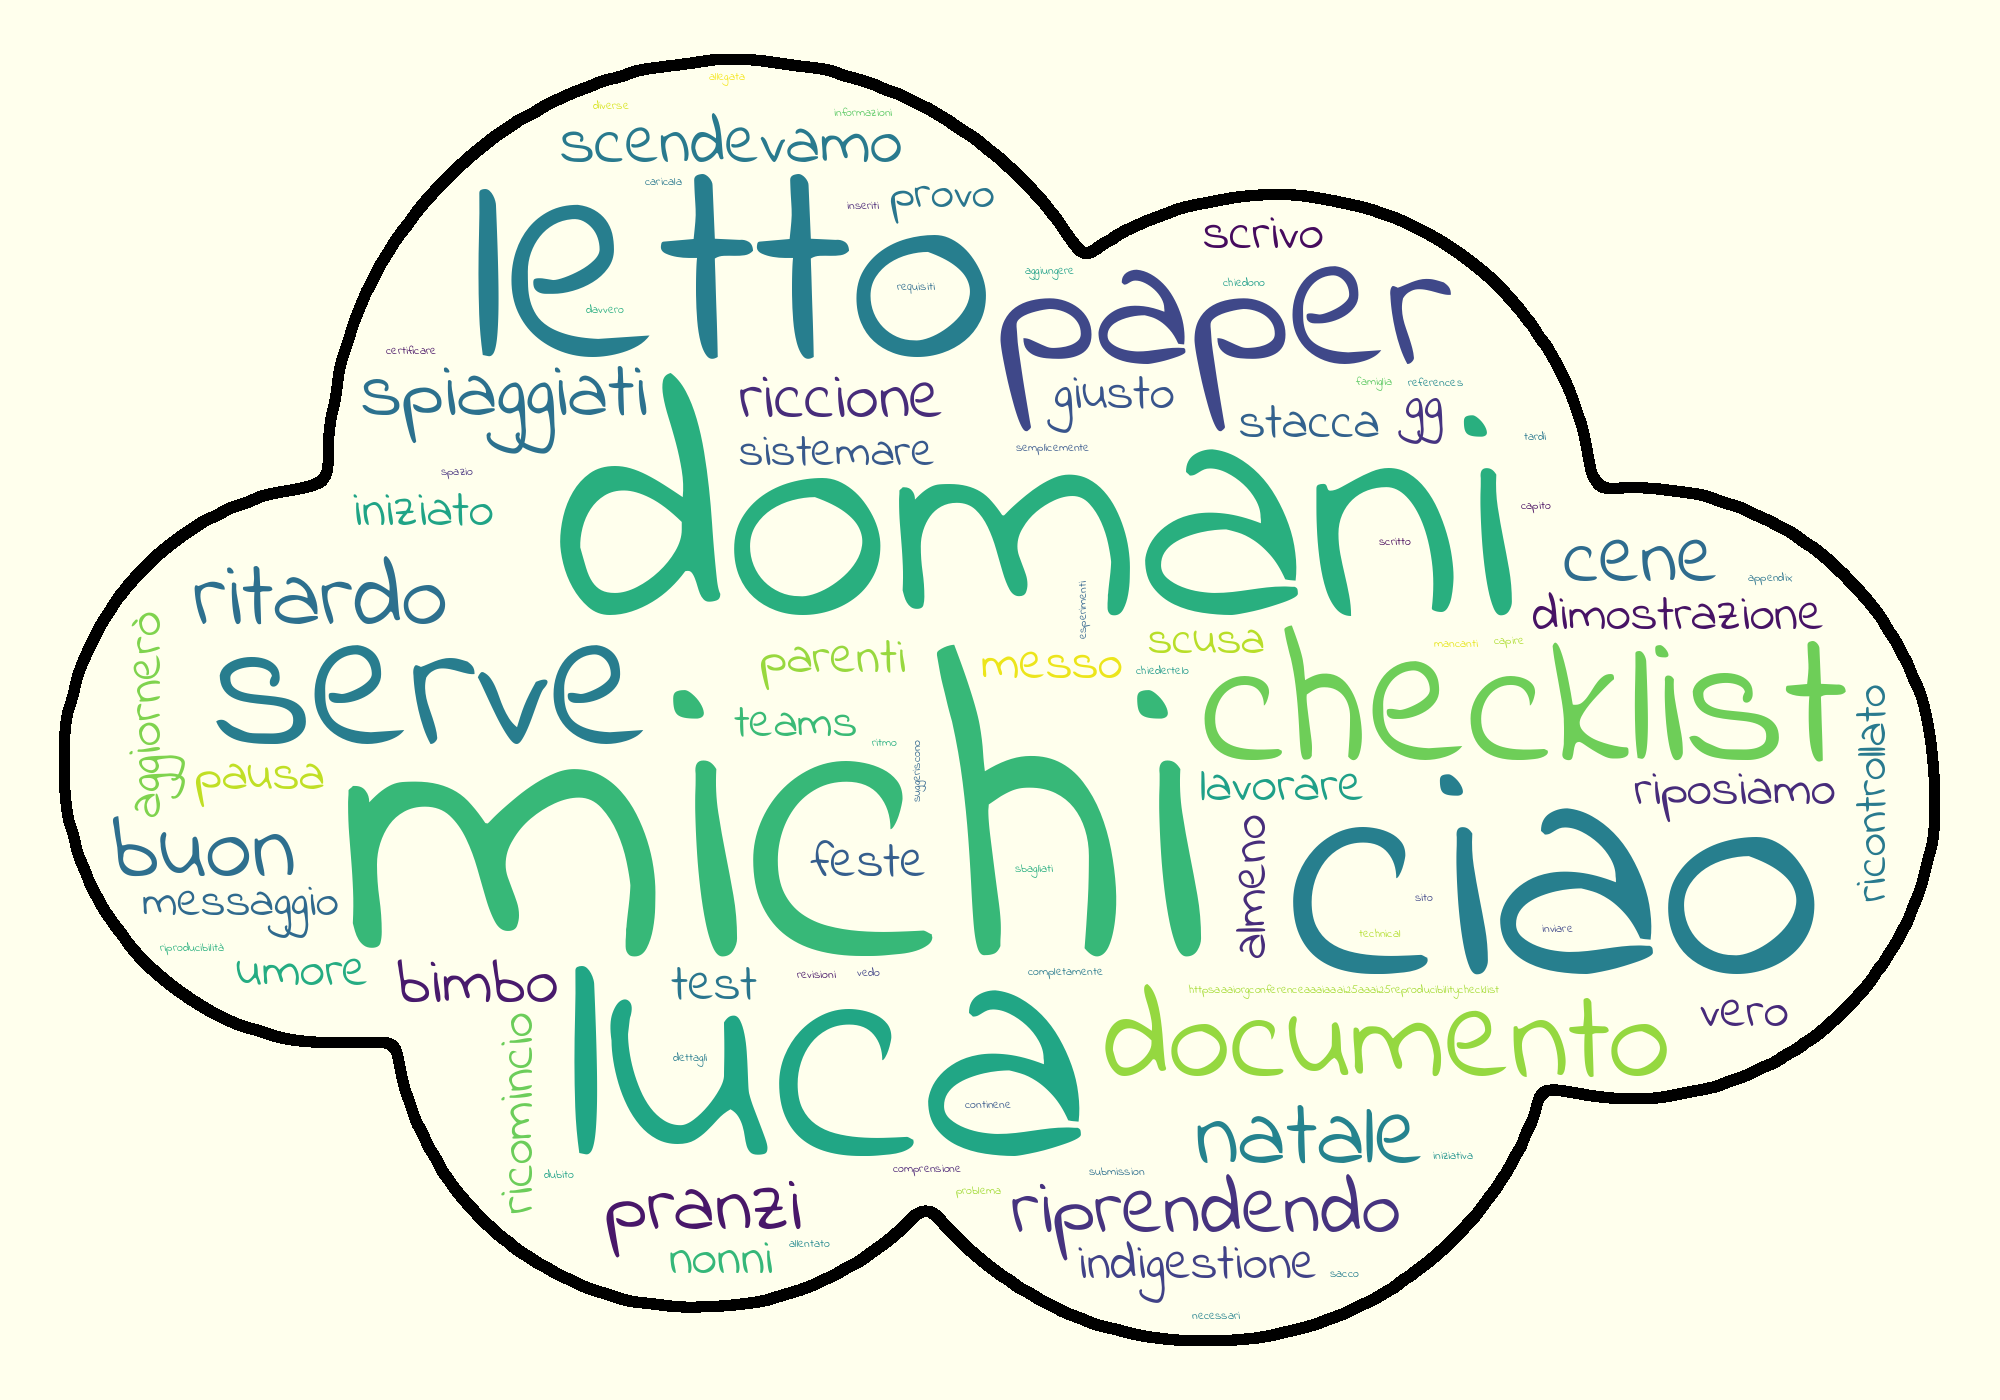 allegata
diverse
informazioni
scendevamo
caricala
inseriti
provo
letto
scrivo
aggiungere
chiedono
requisiti
paper
davvero
certificare
spiaggiati
riccione
giusto
famiglia
references
stacca
gg
tardi
sistemare
semplicemente
spazio
iniziato
domani
capito
scritto
cene
appendix
ritardo
esperimenti
dimostrazione
aggiornerò
serve
parenti
messo
scusa
mancanti
capire
chiedertelo
checklist
teams
ritmo
suggeriscono
pausa
lavorare
riposiamo
ricontrollato
buon
michi
feste
sbagliati
almeno
ciao
sito
inviare
technical
messaggio
riproducibilità
umore
bimbo
test
revisioni
vedo
completamente
httpsaaaiorgconferenceaaaiaaai25aaai25reproducibilitychecklist
vero
ricomincio
luca
dettagli
continene
documento
natale
iniziativa
dubito
comprensione
submission
problema
pranzi
riprendendo
nonni
allentato
indigestione
sacco
necessari